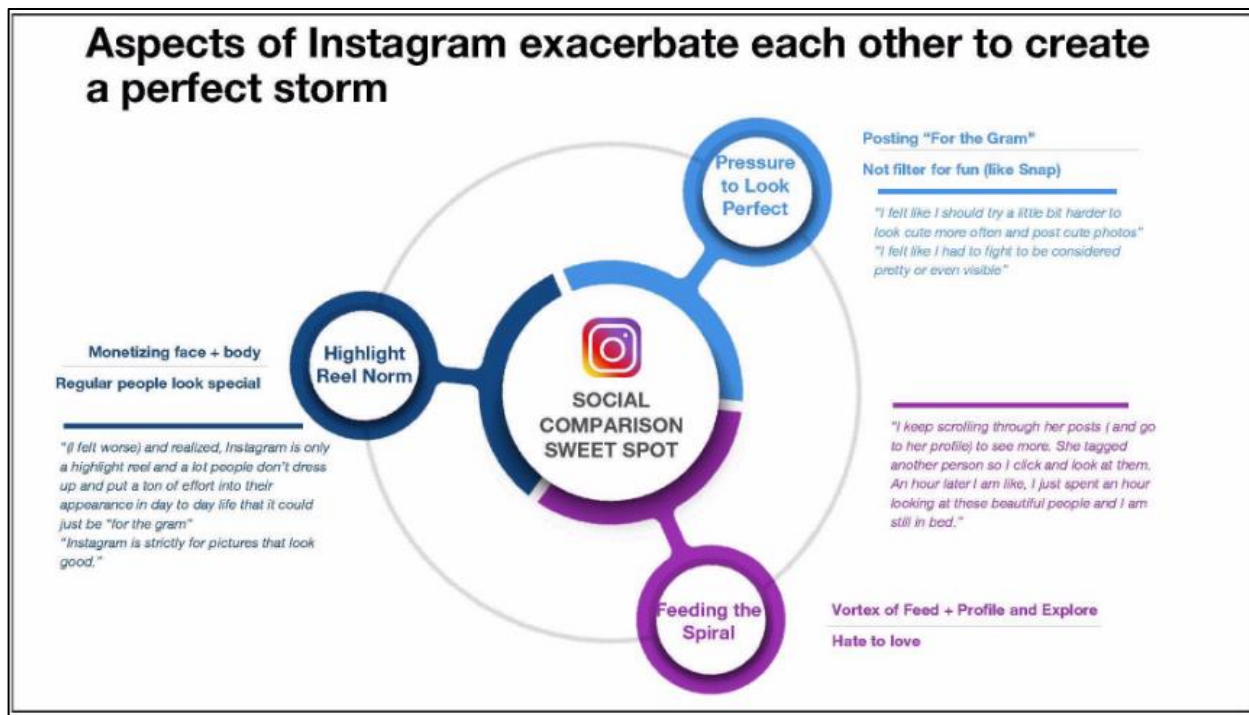 Aspects of Instagram exacerbate each other to create
a perfect storm
Pressure
to Look
Perfect
Posting "For the Gram"
Not filter for fun (like Snap)
"I felt like I should try a little bit harder to
look cute more often and post cute photos"
"I felt like I had to fight to be considered
pretty or even visible"
Highlight
Reel Norm
Monetizing face + body
Regular people look special
"(I felt worse) and realized, Instagram is only
a highlight reel and a lot people don't dress
up and put a ton of effort into their
appearance in day to day life that it could
just be "for the gram"
"Instagram is strictly for pictures that look
good."
SOCIAL
COMPARISON
SWEET SPOT
"I keep scrolling through her posts ( and go
to her profile) to see more. She tagged
another person so I click and look at them.
An hour later I am like, I just spent an hour
looking at these beautiful people and I am
still in bed."
Feeding the
Spiral
Vortex of Feed + Profile and Explore
Hate to love